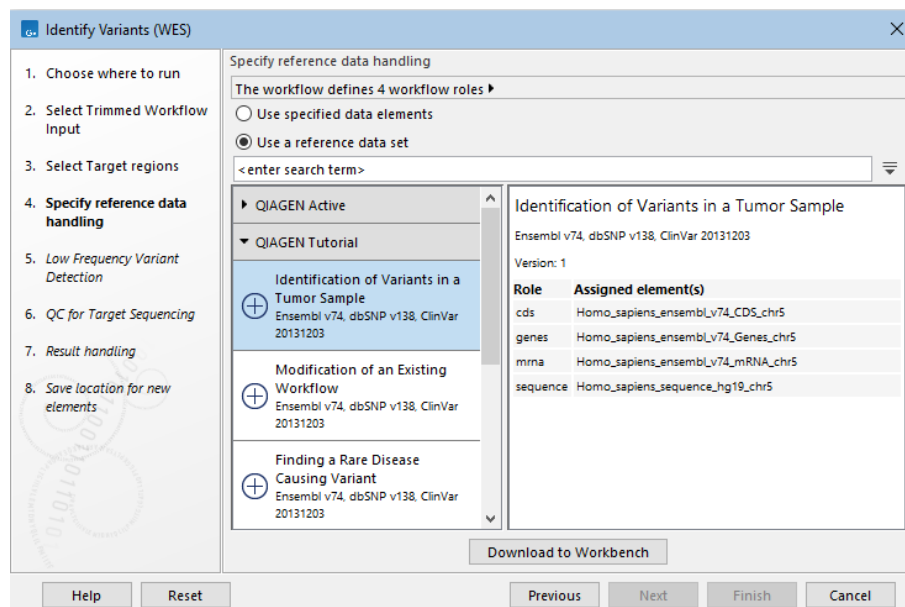 Identify Variants (WES)
1. Choose where to run
2. Select Trimmed Workflow
Input
3. Select Target regions
4. Specify reference data
handling
5. Low Frequency Variant
Detection
6. QC for Target Sequencing
7. Result handling
8. Save location for new
elements
Specify reference data handling
The workflow defines 4 workflow roles
Use specified data elements
Use a reference data set
<enter search term>
QIAGEN Active
QIAGEN Tutorial
Identification of Variants in a
Tumor Sample
Ensembl v74, dbSNP v138, ClinVar
20131203
Modification of an Existing
Workflow
Ensembl v74, dbSNP v138, ClinVar
20131203
Finding a Rare Disease
Causing Variant
Ensembl v74, dbSNP v138, ClinVar
20131203
Identification of Variants in a Tumor Sample
Ensembl v74, dbSNP v138, ClinVar 20131203
Version: 1
Role Assigned element(s)
cds Homo_sapiens_ensembl_v74_CDS_chr5
genes Homo_sapiens_ensembl_v74_Genes_chr5
mrna Homo_sapiens_ensembl_v74_mRNA_chr5
sequence Homo_sapiens_sequence_hg19_chr5
Download to Workbench
Help Reset Previous Next Finish Cancel